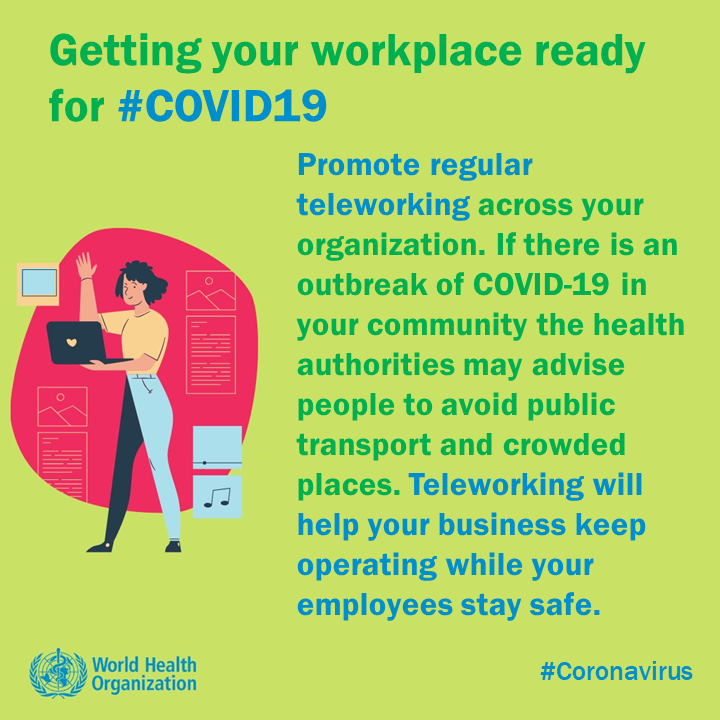 Getting your workplace ready
for #COVID19
Promote regular
teleworking across your
organization. If there is an
outbreak of COVID-19 in
your community the health
authorities may advise
people to avoid public
transport and crowded
places. Teleworking will
help your business keep
operating while your
employees stay safe.
World Health
Organization
#Coronavirus